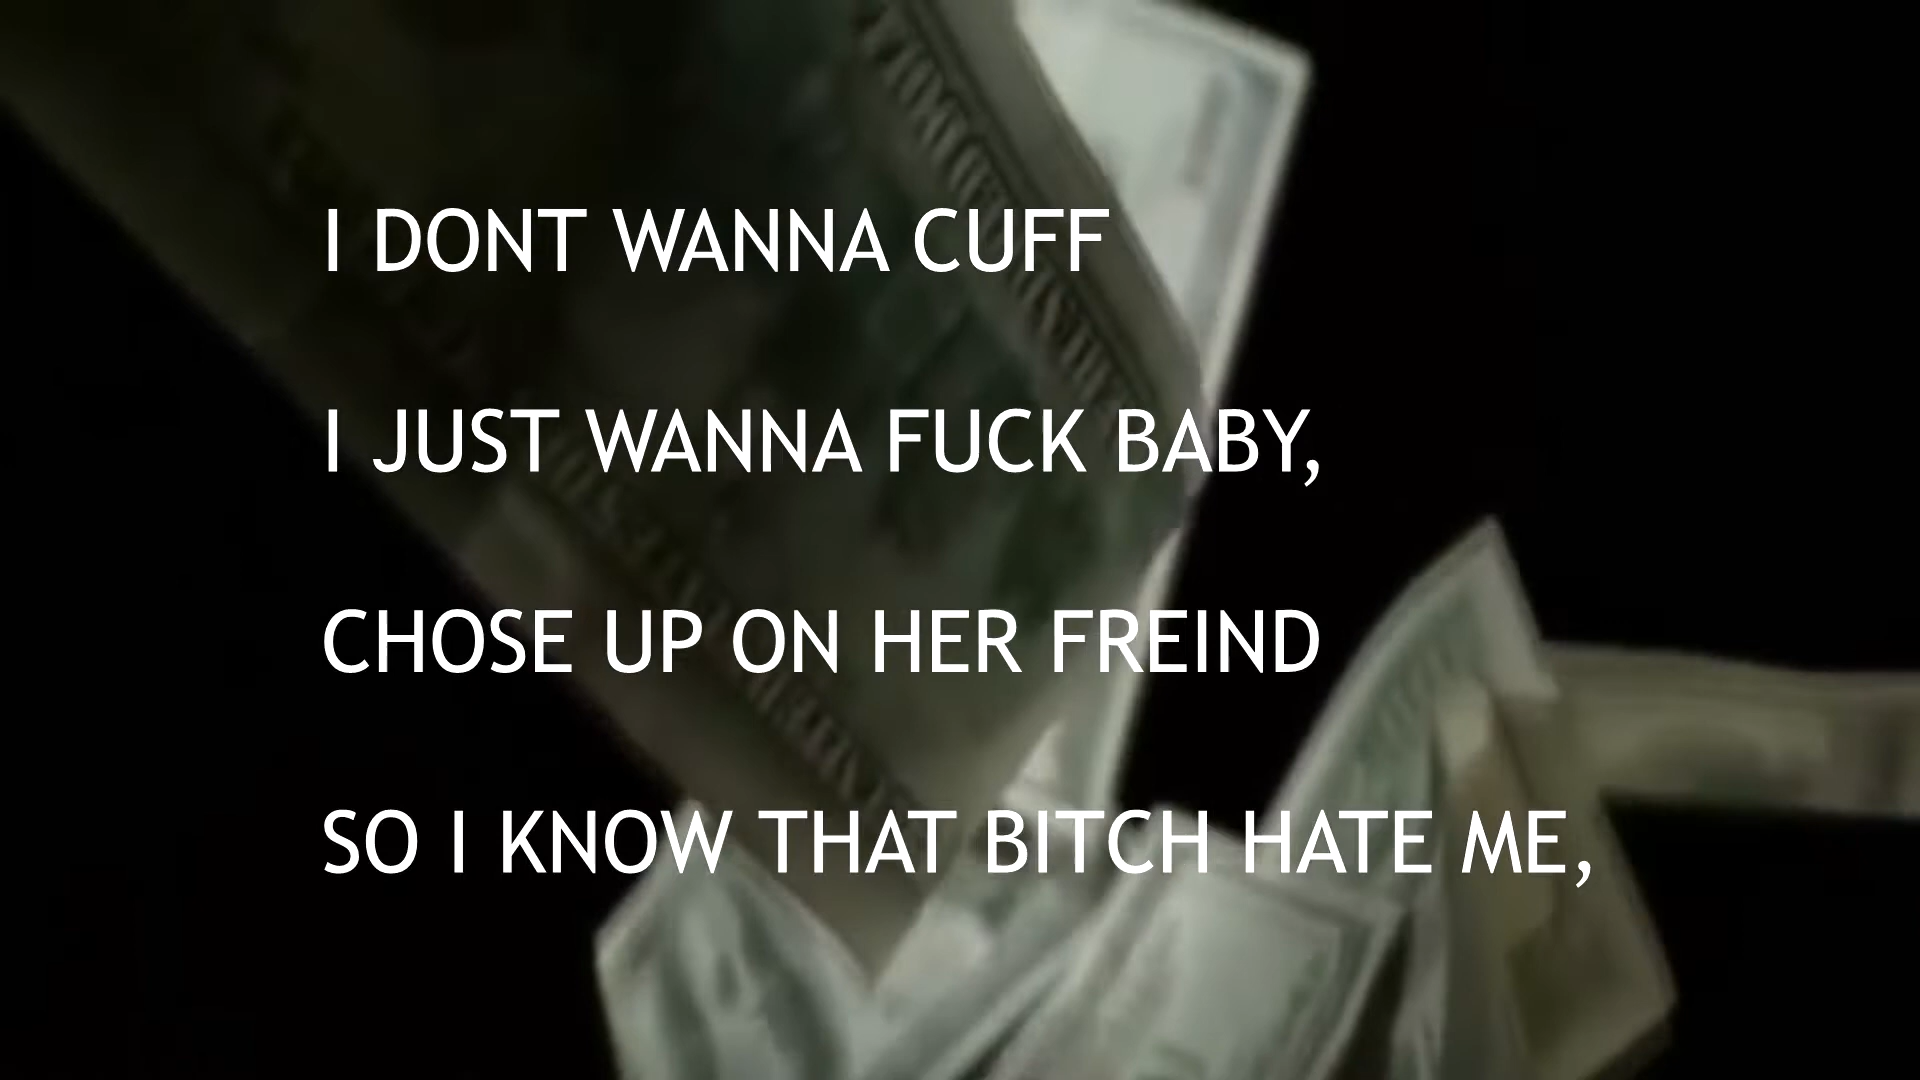 I DONT WANNA CUFF
I JUST WANNA FUCK BABY,
CHOSE UP ON HER FREIND
SO I KNOW THAT BITCH HATE ME,